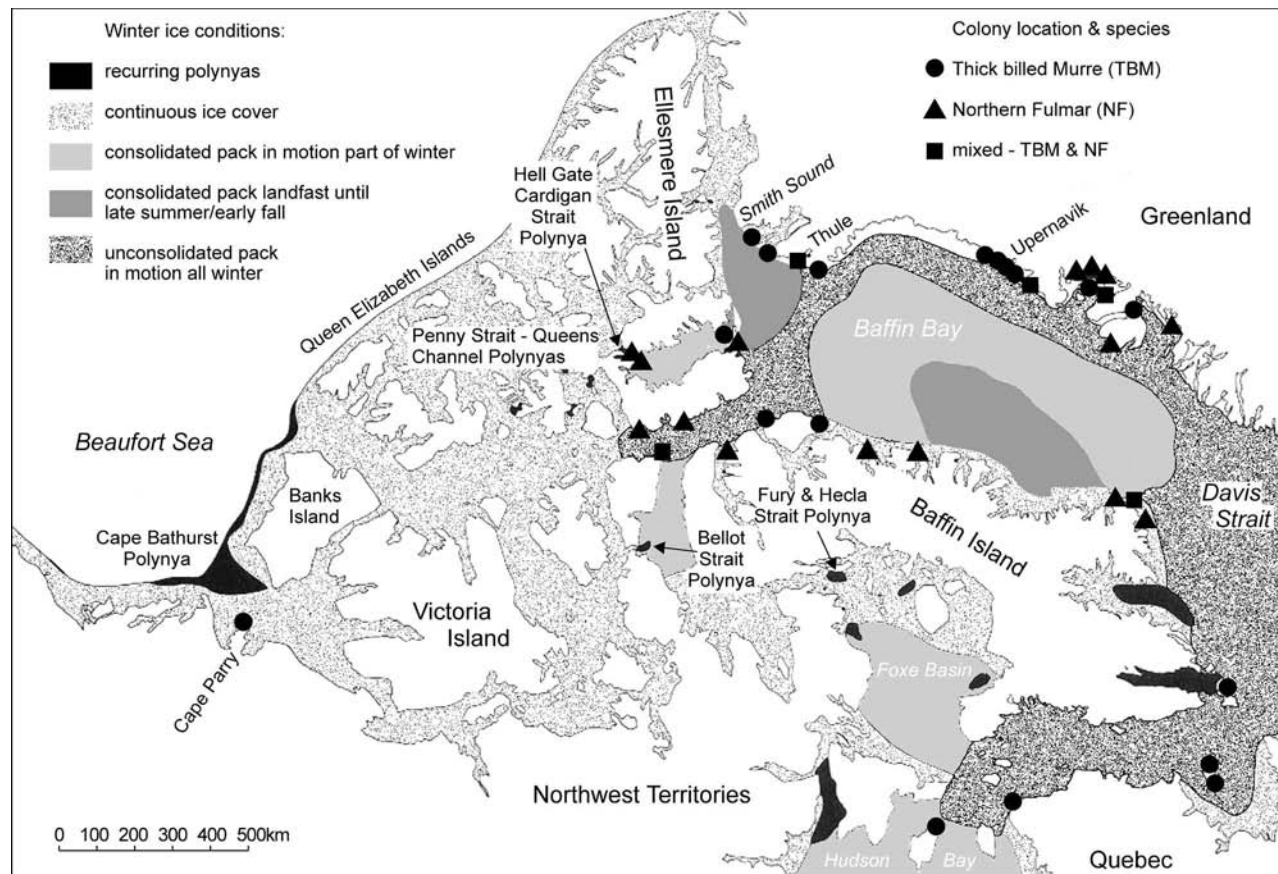 Winter ice conditions:
recurring polynyas
continuous ice cover
consolidated pack in motion part of winter
consolidated pack landfast until
late summer/early fall
unconsolidated pack
in motion all winter
Colony location & species
Thick billed Murre (TBM)
Northern Fulmar (NF)
mixed - TBM & NF
Ellesmere Island
Hell Gate
Cardigan
Strait
Polynya
Smith Sound
Thule
Upernavik
Greenland
Queen Elizabeth Islands
Penny Strait - Queens
Channel Polynyas
Baffin Bay
Beaufort Sea
Banks
Island
Cape Bathurst
Polynya
Fury & Hecla
Strait Polynya
Bellot
Strait
Polynya
Baffin Island
Davis
Strait
Victoria
Island
Cape Parry
Foxe Basin
Northwest Territories
0 100 200 300 400 500km
Hudson Bay
Quebec